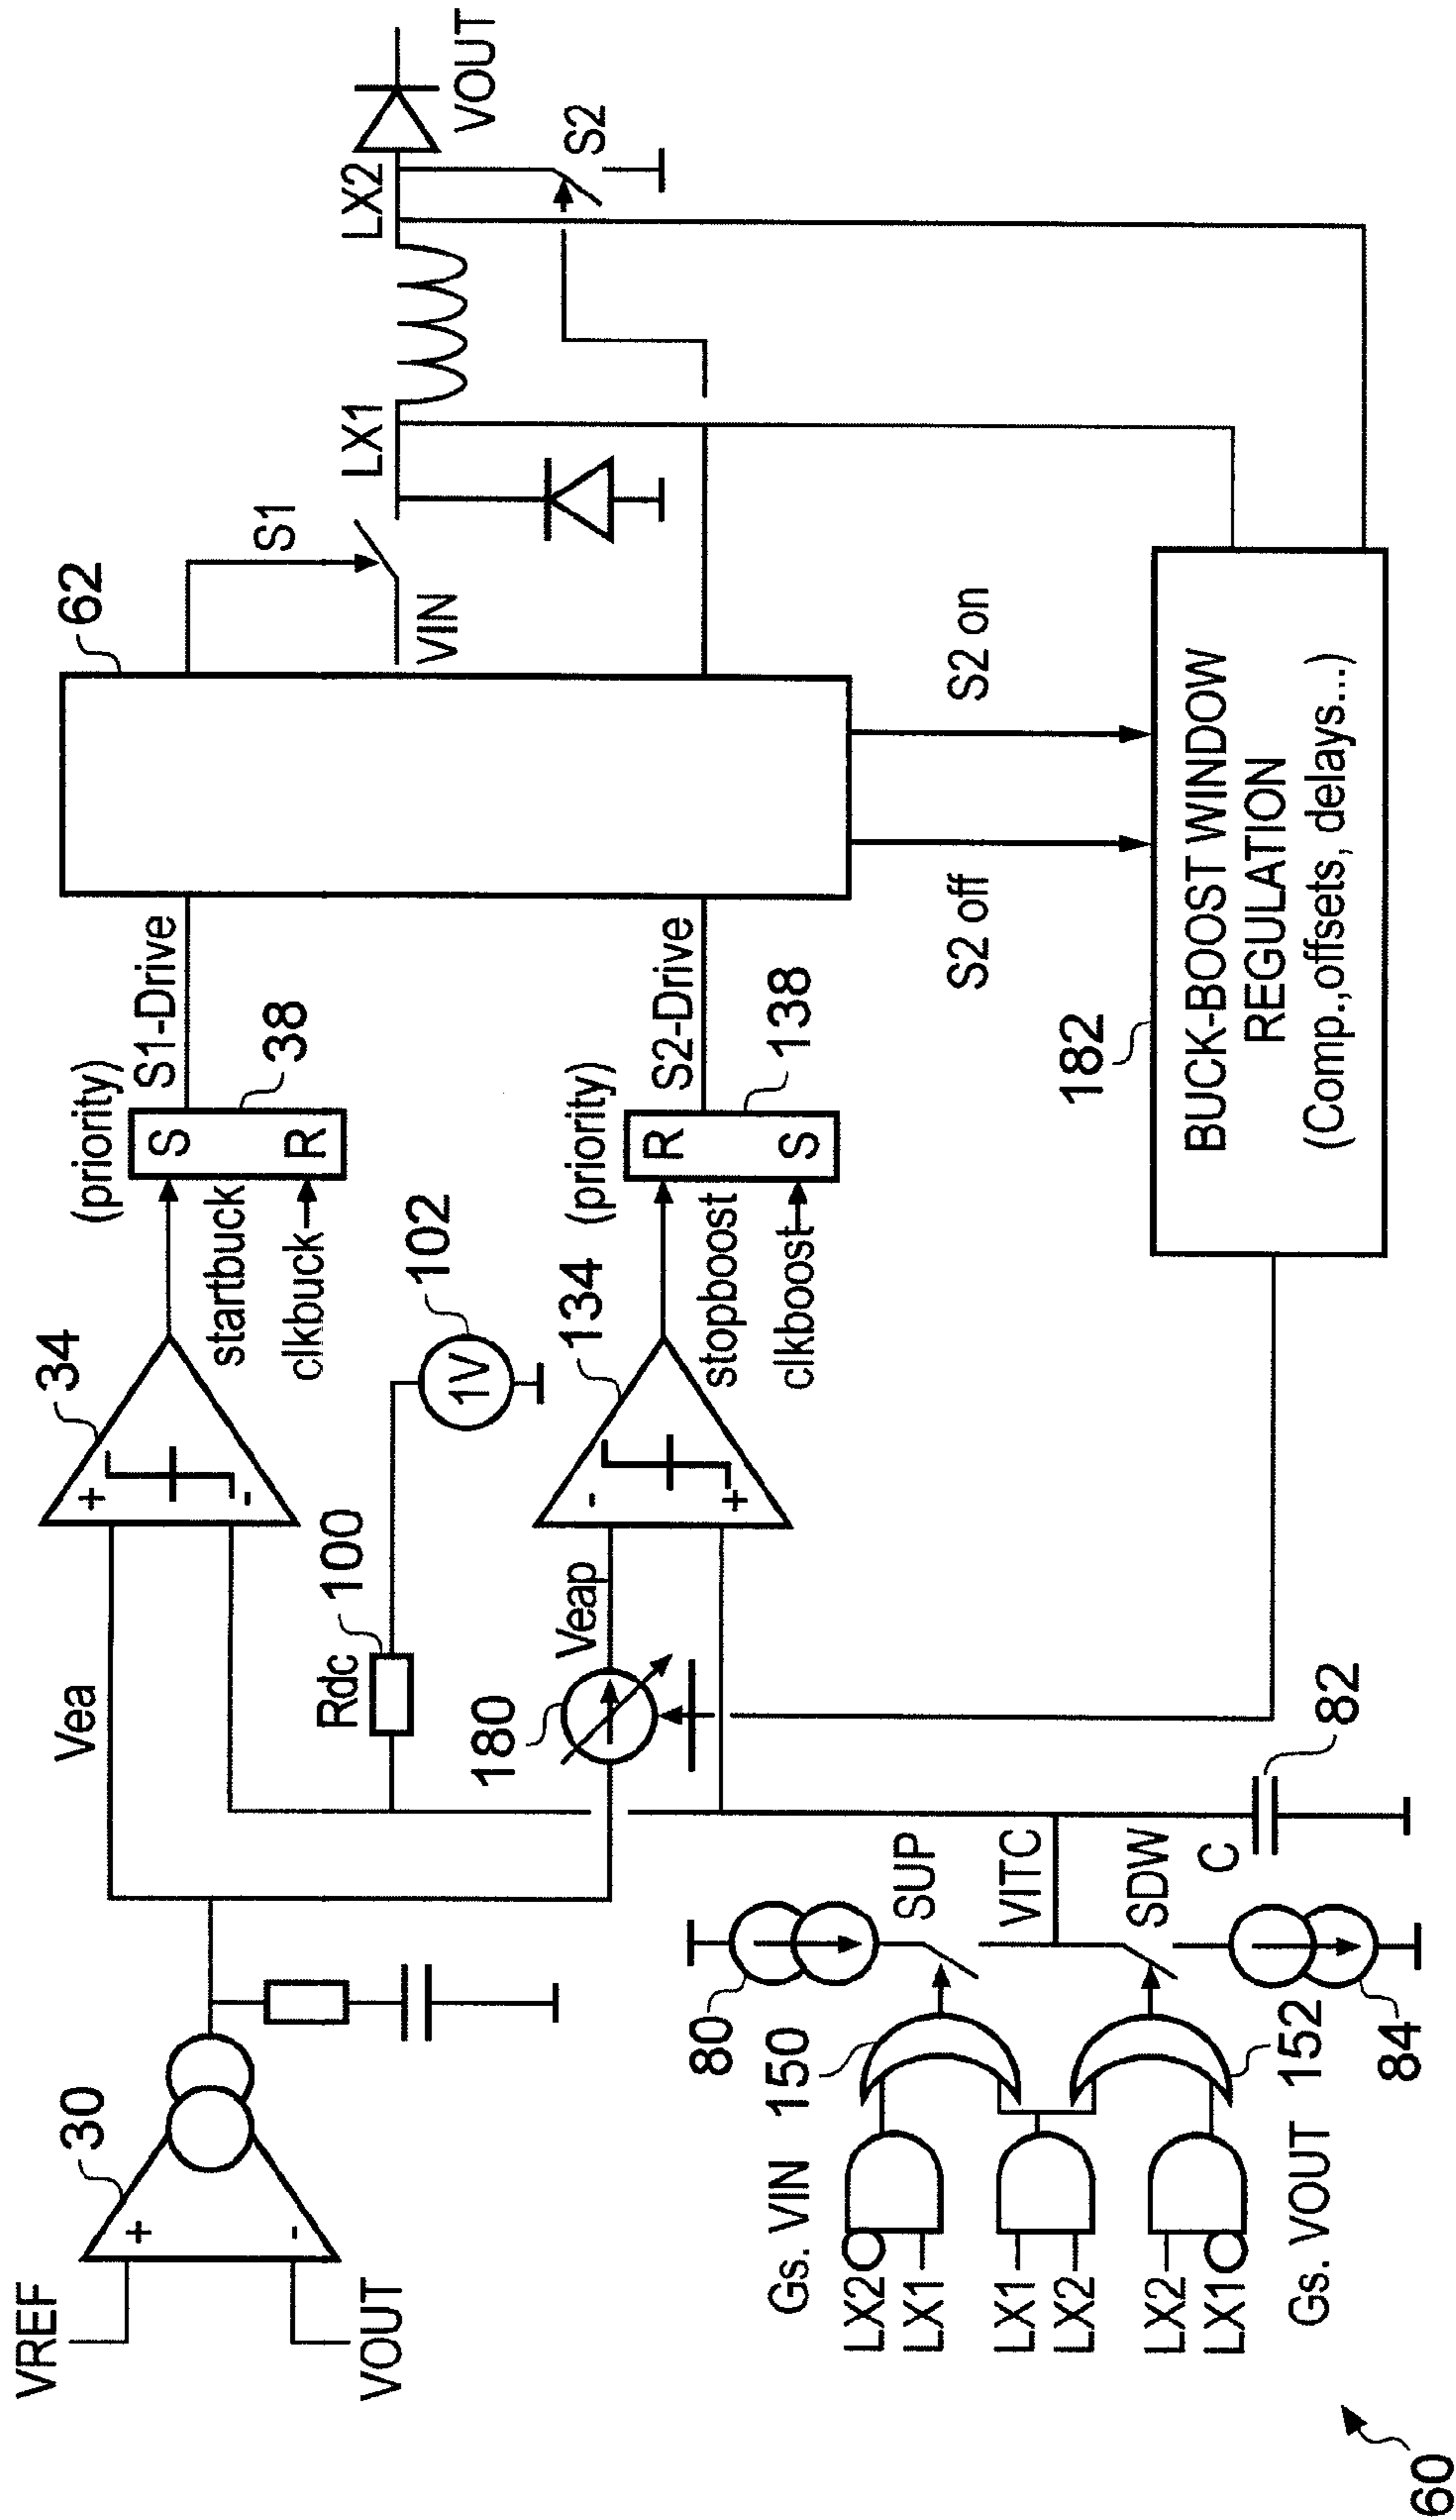 VREF
VOUT
+
-
30
Vea
+
-
34
(priority)
S
R
startbuck
clkbuck
S1-Drive
38
62
S1
VIN
LX1
LX2
VOUT
S2
Rdc
100
1V
102
180
Veap
-
+
134
(priority)
R
S
stopboost
clkboost
S2-Drive
138
S2 off
S2 on
80
SUP
VITC
SDW
C
82
84
150
152
Gs. VIN
LX2
LX1
LX1
LX2
LX2
LX1
Gs. VOUT
182
BUCK-BOOST WINDOW
REGULATION
(Comp.,offsets, delays...)
60